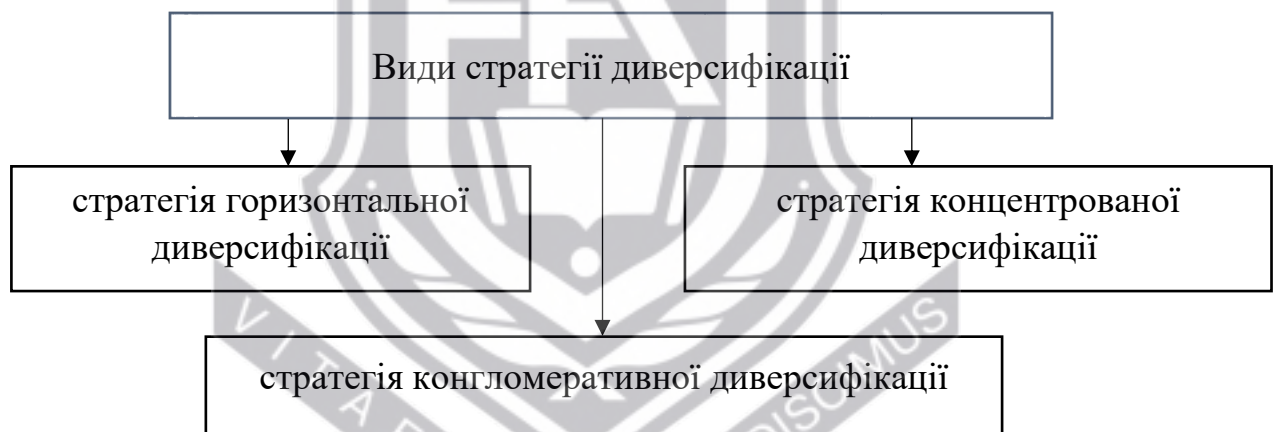 Види стратегії диверсифікації
стратегія горизонтальної
диверсифікації
стратегія концентрованої
диверсифікації
стратегія конгломеративної диверсифікації